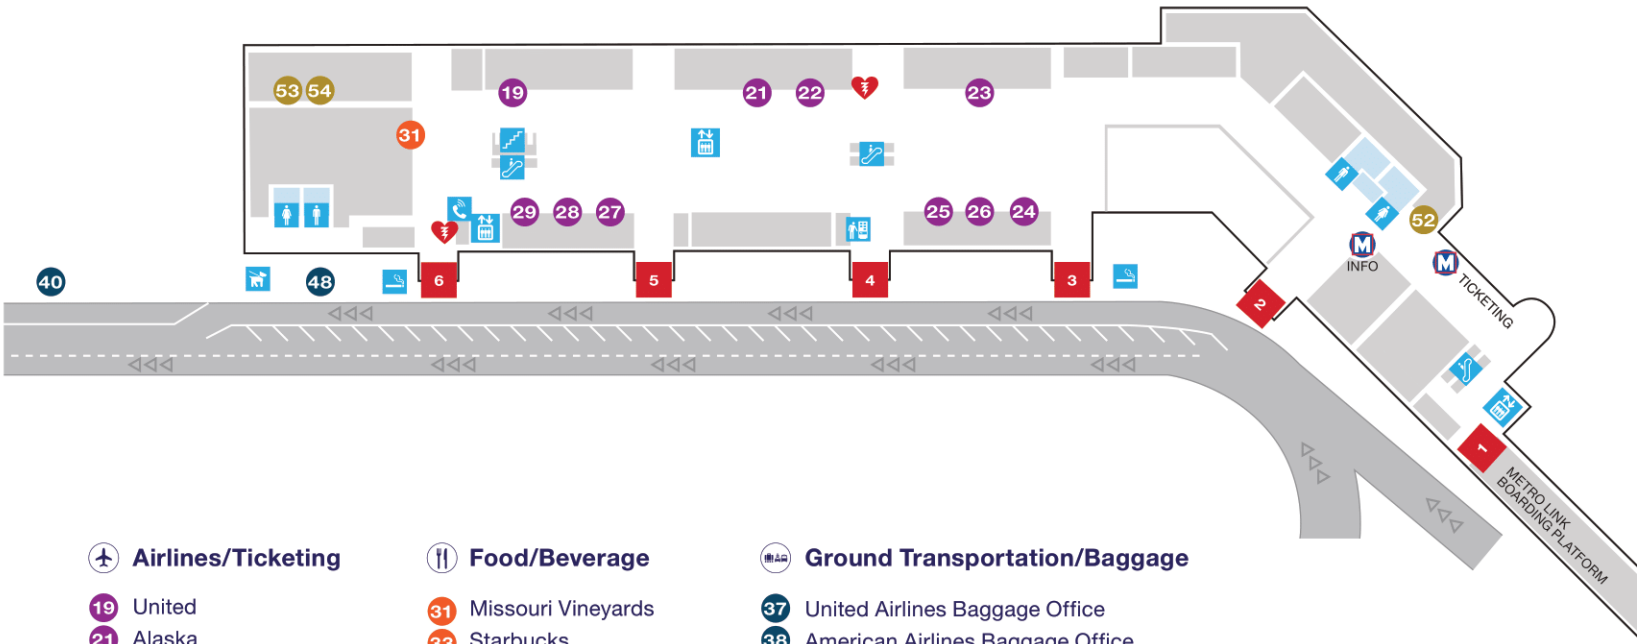 53 54
19
21 22
23
31
29 28 27
25 26 24
52
M
INFO
M
TICKETING
40
48
6
5
4
3
2
1
METRO LINK
BOARDING PLATFORM
Airlines/Ticketing
19 United
21 Alaska
Food/Beverage
31 Missouri Vineyards
33 Starbucks
Ground Transportation/Baggage
37 United Airlines Baggage Office
38 American Airlines Baggage Office